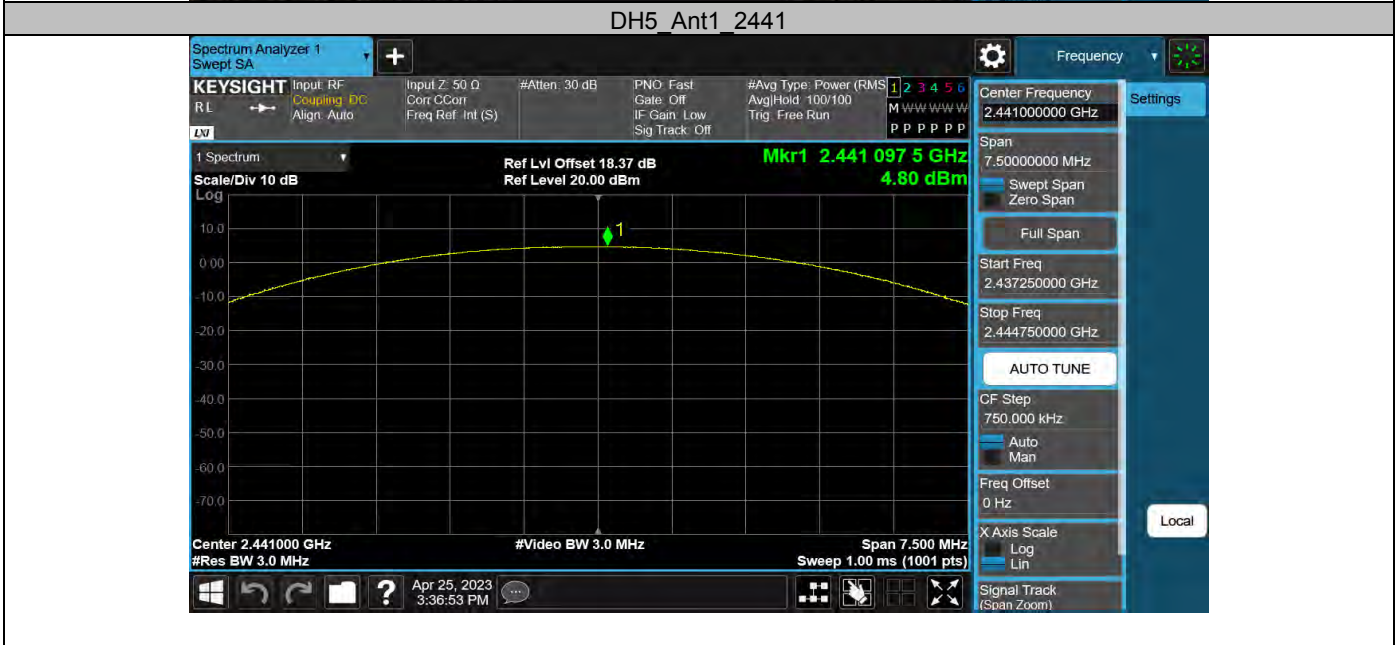 DH5_Ant1_2441
Spectrum Analyzer 1
Swept SA
+
Frequency
KEYSIGHT
RL
LXI
Input: RF
Coupling: DC
Align: Auto
Input Z: 50 Ω
Corr CCorr
Freq Ref: Int (S)
#Atten: 30 dB
PNO: Fast
Gate: Off
IF Gain: Low
Sig Track: Off
#Avg Type: Power (RMS
Avg|Hold: 100/100
Trig: Free Run
1 2 3 4 5 6
M W W W W W
P P P P P P
1 Spectrum
Scale/Div 10 dB
Ref Lvl Offset 18.37 dB
Ref Level 20.00 dBm
Mkr1 2.441 097 5 GHz
4.80 dBm
Log
10.0
0.00
-10.0
-20.0
-30.0
-40.0
-50.0
-60.0
-70.0
1
Center 2.441000 GHz
#Res BW 3.0 MHz
#Video BW 3.0 MHz
Span 7.500 MHz
Sweep 1.00 ms (1001 pts)
Center Frequency
2.441000000 GHz
Settings
Span
7.50000000 MHz
Swept Span
Zero Span
Full Span
Start Freq
2.437250000 GHz
Stop Freq
2.444750000 GHz
AUTO TUNE
CF Step
750.000 kHz
Auto
Man
Freq Offset
0 Hz
X Axis Scale
Log
Lin
Local
Signal Track
(Span Zoom)
?
Apr 25, 2023
3:36:53 PM